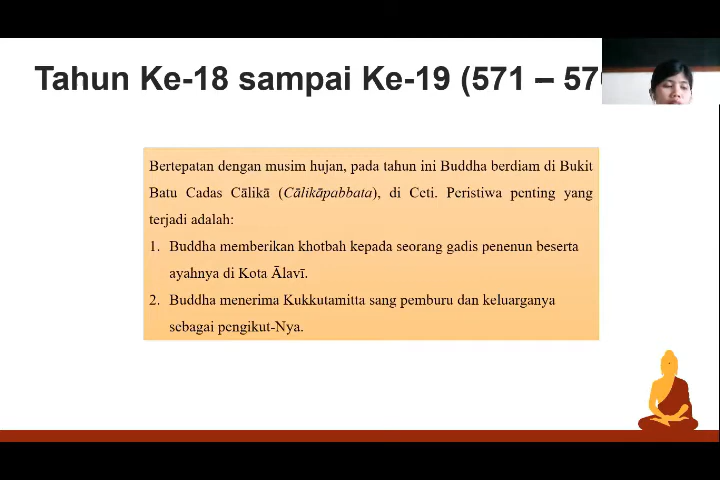 Tahun Ke-18 sampai Ke-19 (571 – 570
Bertepatan dengan musim hujan, pada tahun ini Buddha berdiam di Bukit
Batu Cadas Cālikā (Cālikāpabbata), di Ceti. Peristiwa penting yang
terjadi adalah:
1. Buddha memberikan khotbah kepada seorang gadis penenun beserta
ayahnya di Kota Āḷavī.
2. Buddha menerima Kukkutamitta sang pemburu dan keluarganya
sebagai pengikut-Nya.